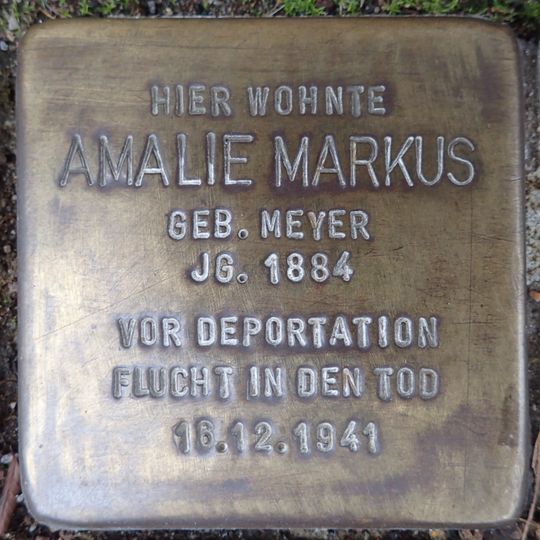 HIER WOHNTE
AMALIE MARKUS
GEB. MEYER
JG. 1884
VOR DEPORTATION
FLUCHT IN DEN TOD
16.12.1941